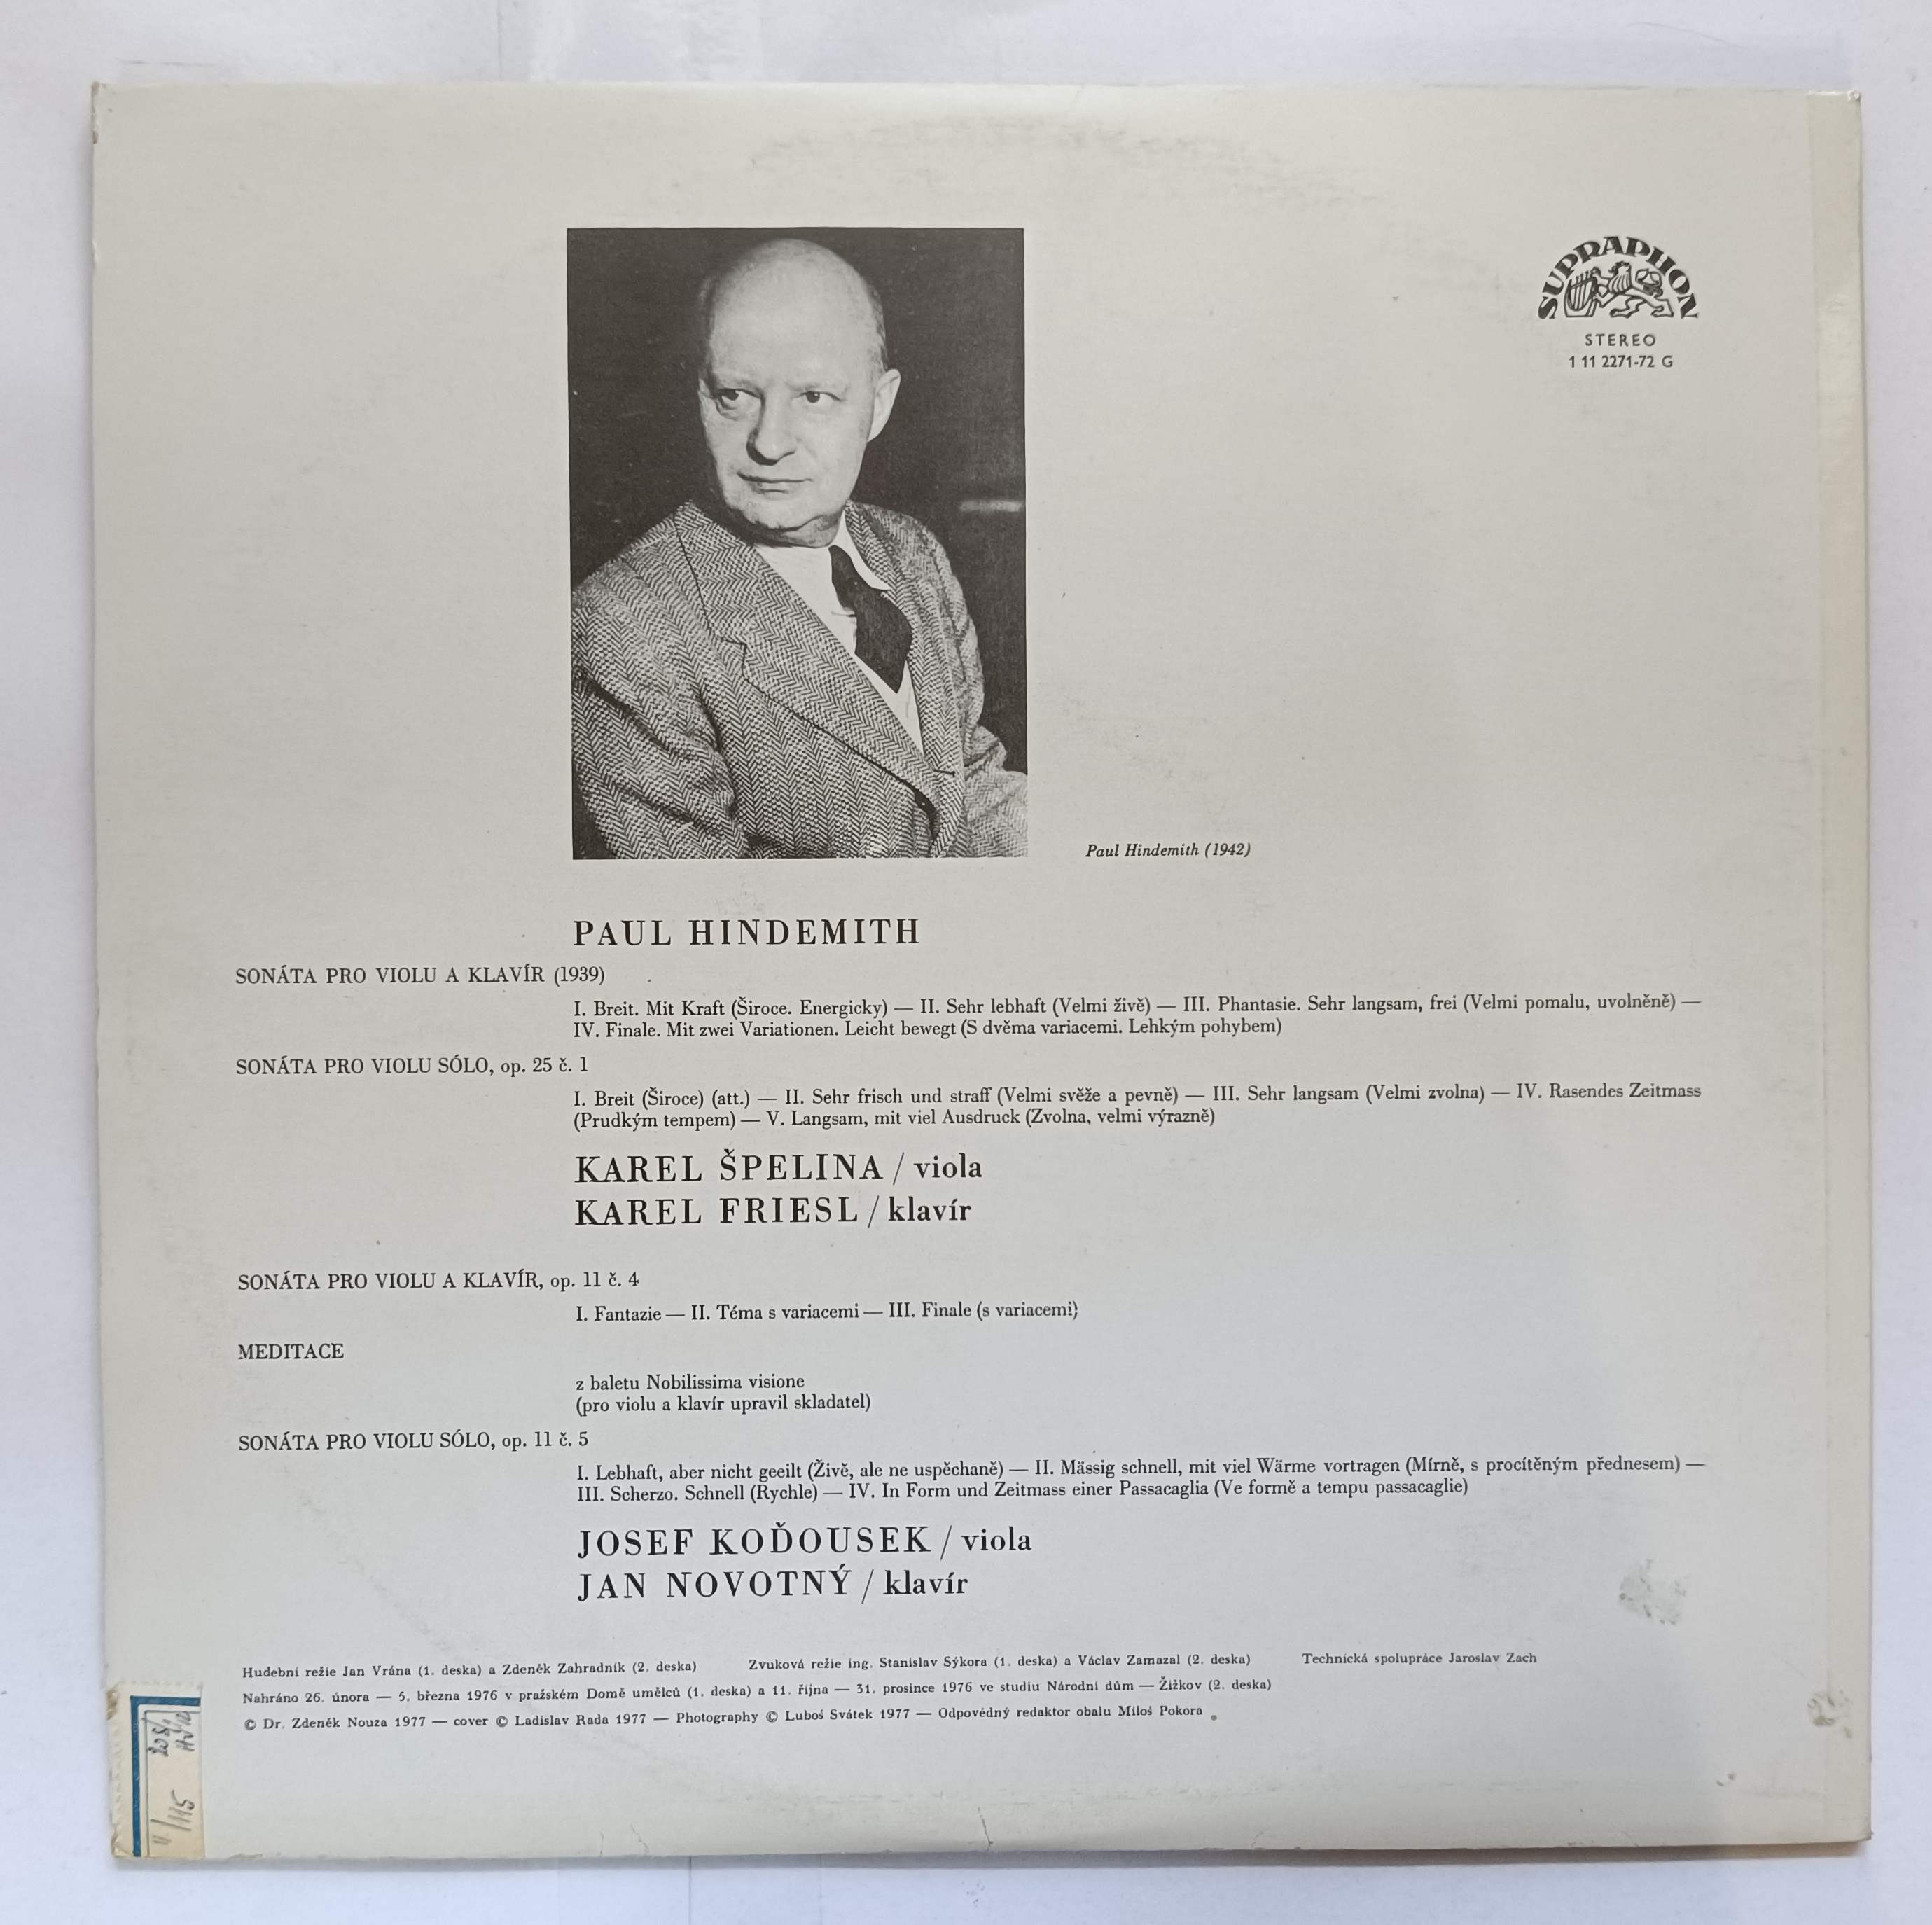 SUPRAPHON
STEREO
1 11 2271-72 G
Paul Hindemith (1942)
PAUL HINDEMITH
SONÁTA PRO VIOLU A KLAVÍR (1939)
I. Breit. Mit Kraft (Široce. Energicky) — II. Sehr lebhaft (Velmi živě) — III. Phantasie. Sehr langsam, frei (Velmi pomalu, uvolněně) —
IV. Finale. Mit zwei Variationen. Leicht bewegt (S dvěma variacemi. Lehkým pohybem)
SONÁTA PRO VIOLU SÓLO, op. 25 č. 1
I. Breit (Široce) (att.) — II. Sehr frisch und straff (Velmi svěže a pevně) — III. Sehr langsam (Velmi zvolna) — IV. Rasendes Zeitmass
(Prudkým tempem) — V. Langsam, mit viel Ausdruck (Zvolna, velmi výrazně)
KAREL ŠPELINA / viola
KAREL FRIESL / klavír
SONÁTA PRO VIOLU A KLAVÍR, op. 11 č. 4
I. Fantazie — II. Téma s variacemi — III. Finale (s variacemi)
MEDITACE
z baletu Nobilissima visione
(pro violu a klavír upravil skladatel)
SONÁTA PRO VIOLU SÓLO, op. 11 č. 5
I. Lebhaft, aber nicht geeilt (Živě, ale ne uspěchaně) — II. Mässig schnell, mit viel Wärme vortragen (Mírně, s procítěným přednesem) —
III. Scherzo. Schnell (Rychle) — IV. In Form und Zeitmass einer Passacaglia (Ve formě a tempu passacaglie)
JOSEF KOĎOUSEK / viola
JAN NOVOTNÝ / klavír
Hudební režie Jan Vrána (1. deska) a Zdeněk Zahradník (2. deska) Zvuková režie ing. Stanislav Sýkora (1. deska) a Václav Zamazal (2. deska) Technická spolupráce Jaroslav Zach
Nahráno 26. února — 5. března 1976 v pražském Domě umělců (1. deska) a 11. října — 31. prosince 1976 ve studiu Národní dům — Žižkov (2. deska)
© Dr. Zdeněk Nouza 1977 — cover © Ladislav Rada 1977 — Photography © Luboš Svátek 1977 — Odpovědný redaktor obalu Miloš Pokora
II/115